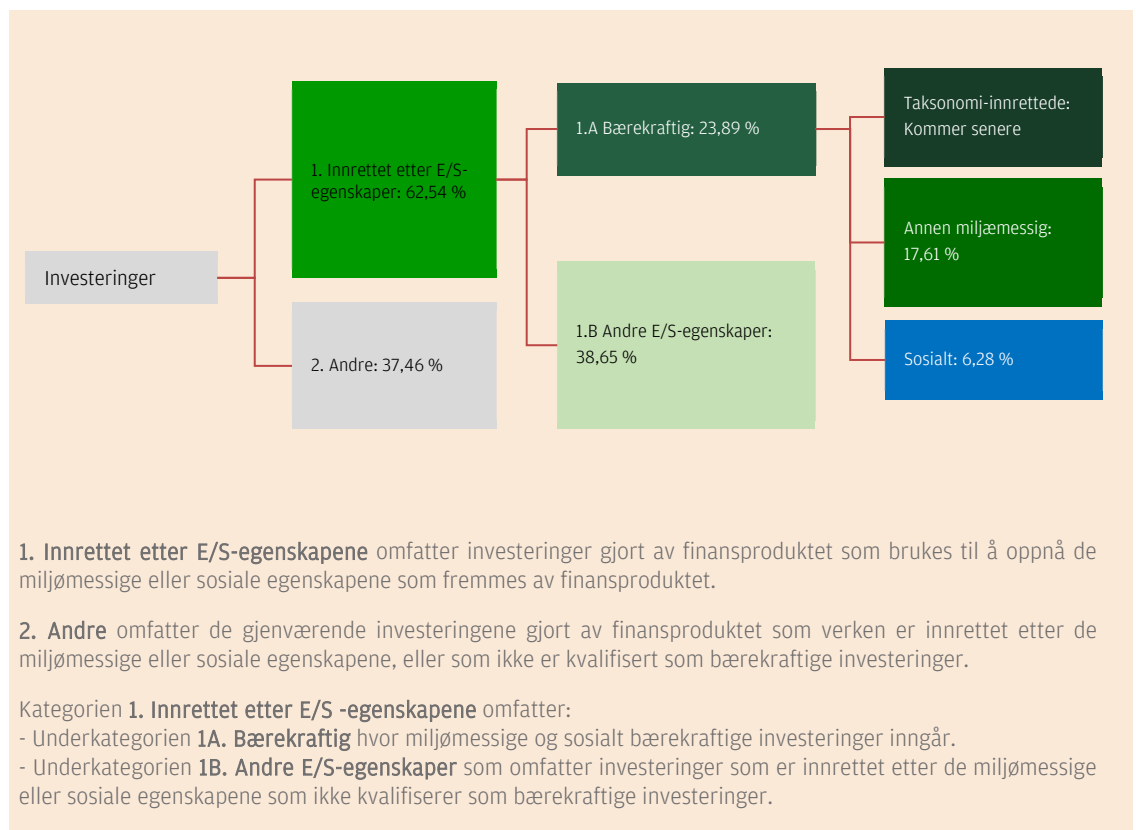 Investeringer
1. Innrettet etter E/S-
egenskaper: 62,54 %
2. Andre: 37,46 %
1.A Bærekraftig: 23,89 %
1.B Andre E/S-egenskaper:
38,65 %
Taksonomi-innrettede:
Kommer senere
Annen miljæmessig:
17,61 %
Sosialt: 6,28 %
1. Innrettet etter E/S-egenskapene omfatter investeringer gjort av finansproduktet som brukes til å oppnå de
miljømessige eller sosiale egenskapene som fremmes av finansproduktet.
2. Andre omfatter de gjenværende investeringene gjort av finansproduktet som verken er innrettet etter de
miljømessige eller sosiale egenskapene, eller som ikke er kvalifisert som bærekraftige investeringer.
Kategorien 1. Innrettet etter E/S -egenskapene omfatter:
- Underkategorien 1A. Bærekraftig hvor miljømessige og sosialt bærekraftige investeringer inngår.
- Underkategorien 1B. Andre E/S-egenskaper som omfatter investeringer som er innrettet etter de miljømessige
eller sosiale egenskapene som ikke kvalifiserer som bærekraftige investeringer.